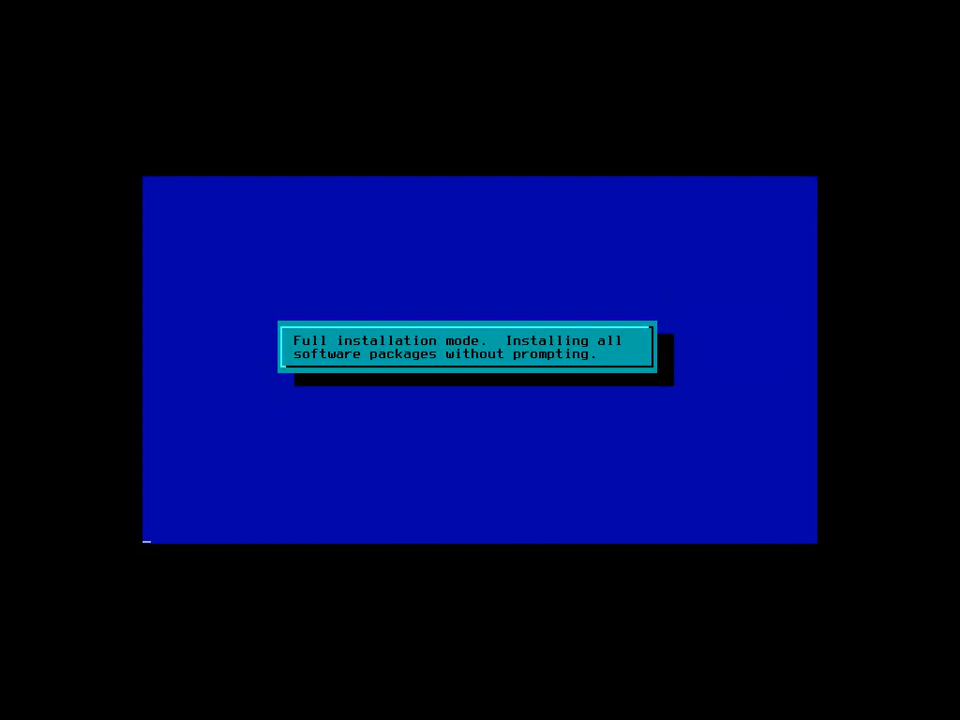 Full installation mode.  Installing all
software packages without prompting.